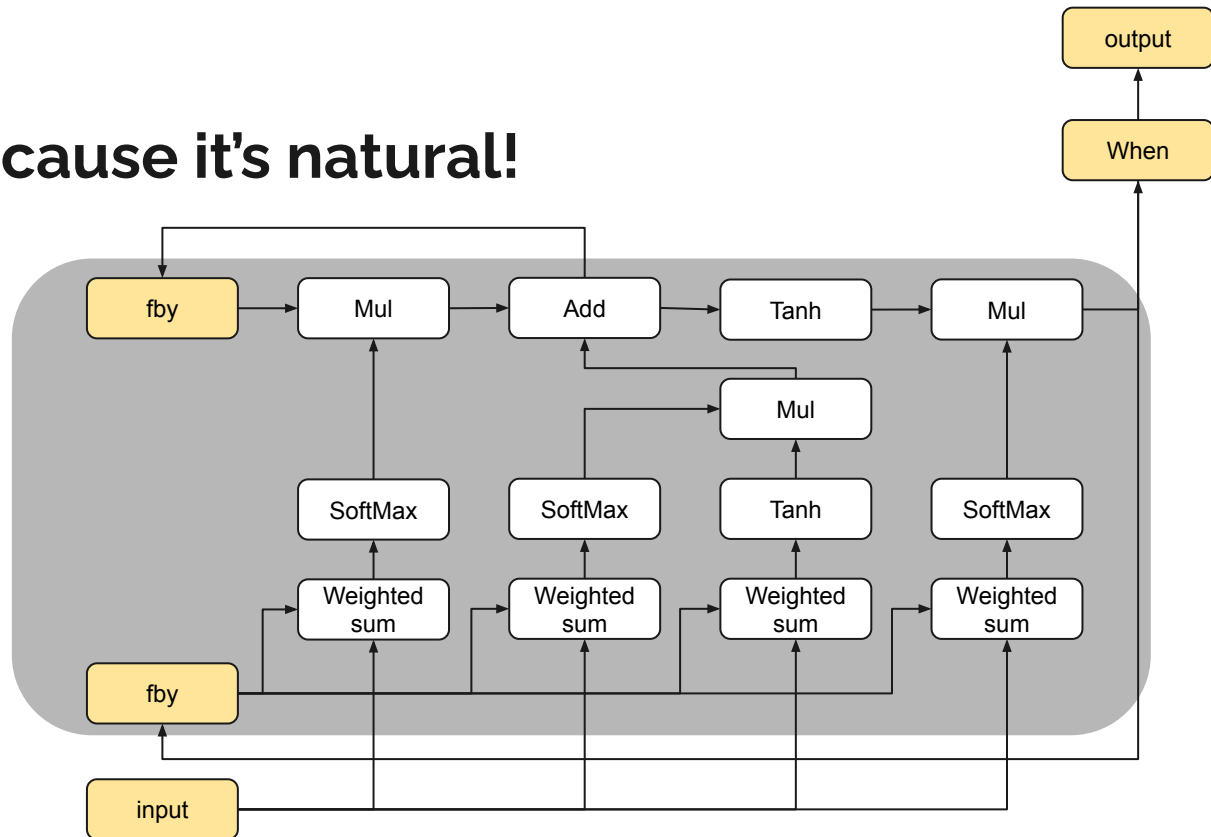 output
cause it's natural!
When
fby
Mul
Add
Tanh
Mul
Mul
SoftMax
SoftMax
Tanh
SoftMax
Weighted
sum
Weighted
sum
Weighted
sum
Weighted
sum
fby
input